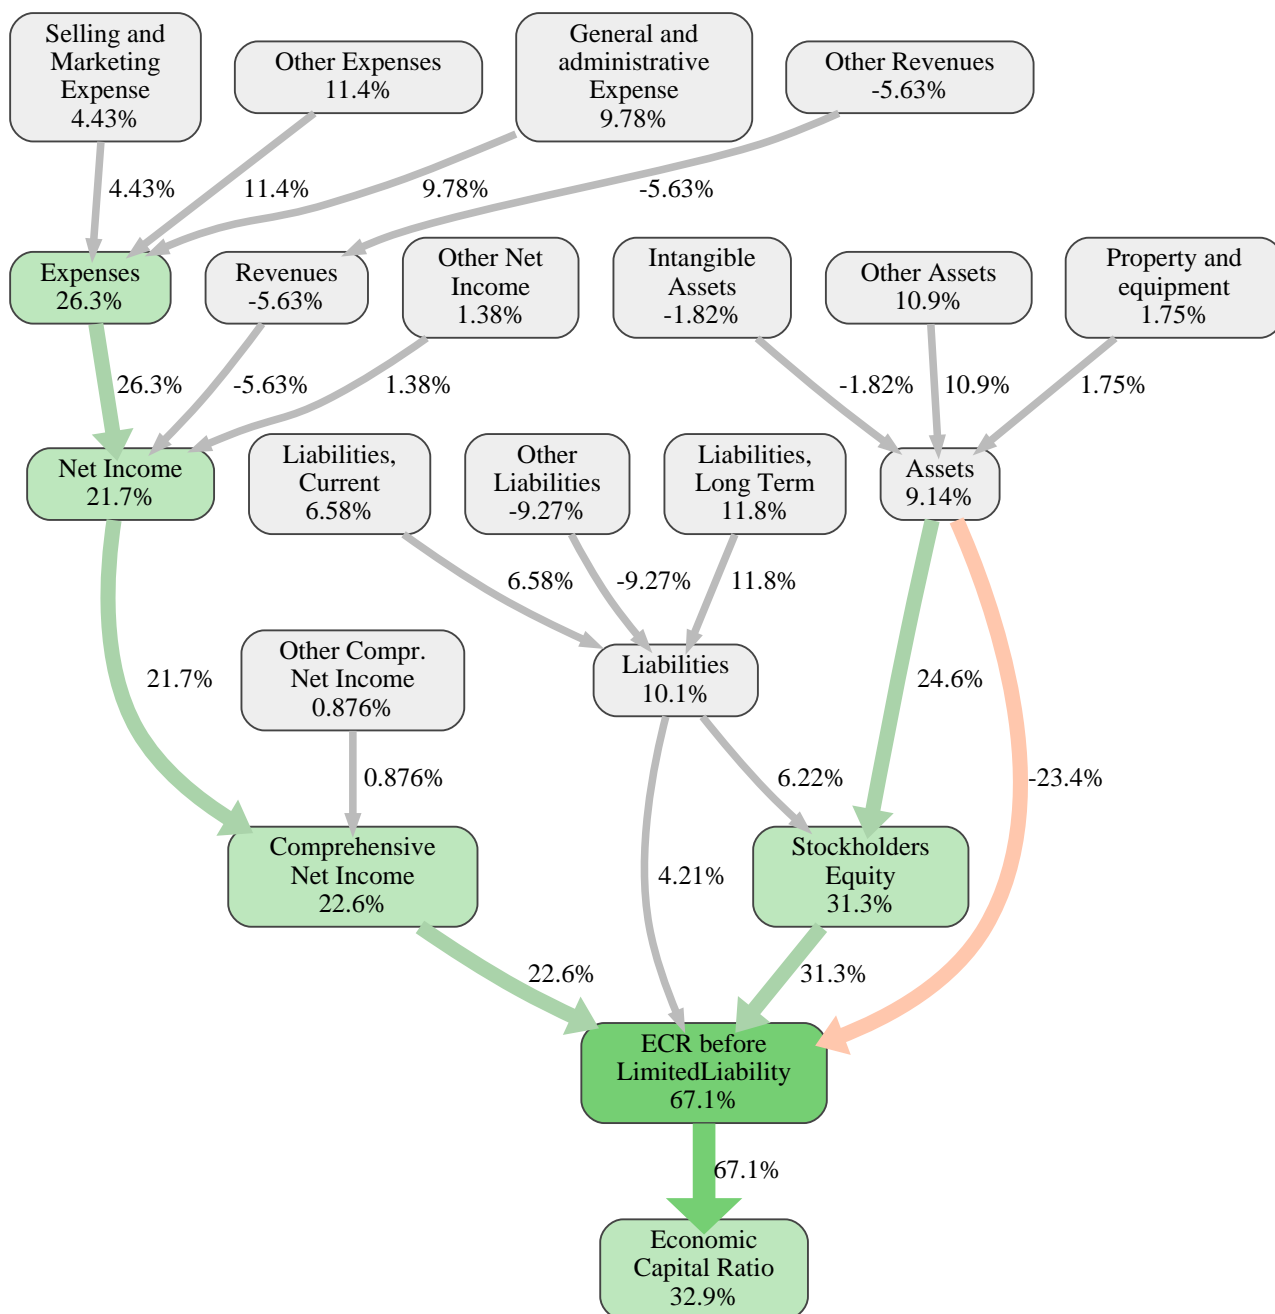 Selling and
Marketing
Expense
4.43%
Other Expenses
11.4%
General and
administrative
Expense
9.78%
Other Revenues
-5.63%
4.43%
11.4%
9.78%
-5.63%
Expenses
26.3%
Revenues
-5.63%
Other Net
Income
1.38%
Intangible
Assets
-1.82%
Other Assets
10.9%
Property and
equipment
1.75%
26.3%
-5.63%
1.38%
-1.82%
10.9%
1.75%
Net Income
21.7%
Liabilities,
Current
6.58%
Other
Liabilities
-9.27%
Liabilities,
Long Term
11.8%
Assets
9.14%
6.58%
-9.27%
11.8%
21.7%
Other Compr.
Net Income
0.876%
Liabilities
10.1%
24.6%
0.876%
6.22%
-23.4%
Comprehensive
Net Income
22.6%
4.21%
Stockholders
Equity
31.3%
22.6%
31.3%
ECR before
LimitedLiability
67.1%
67.1%
Economic
Capital Ratio
32.9%